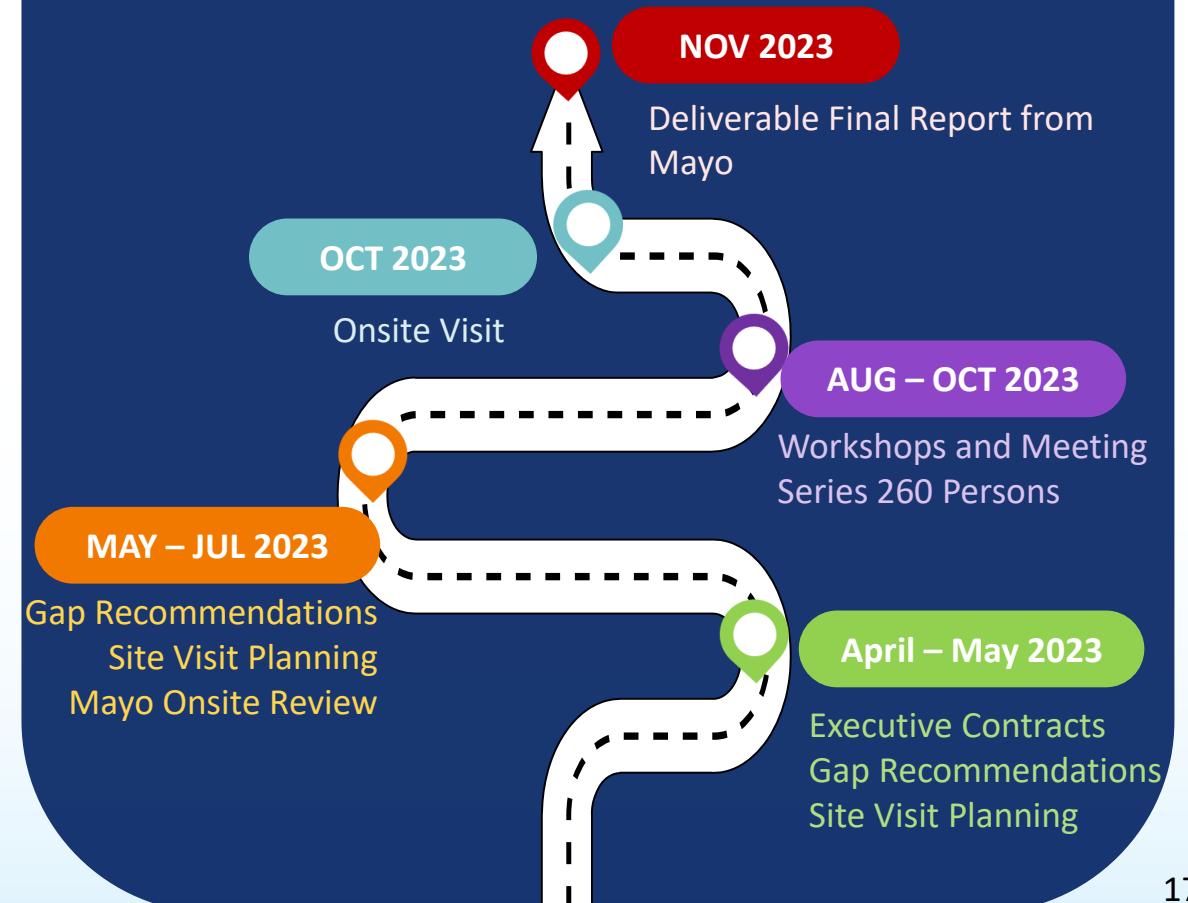 NOV 2023
Deliverable Final Report from
Mayo
OCT 2023
Onsite Visit
AUG – OCT 2023
Workshops and Meeting
Series 260 Persons
MAY – JUL 2023
Gap Recommendations
Site Visit Planning
Mayo Onsite Review
April – May 2023
Executive Contracts
Gap Recommendations
Site Visit Planning
17